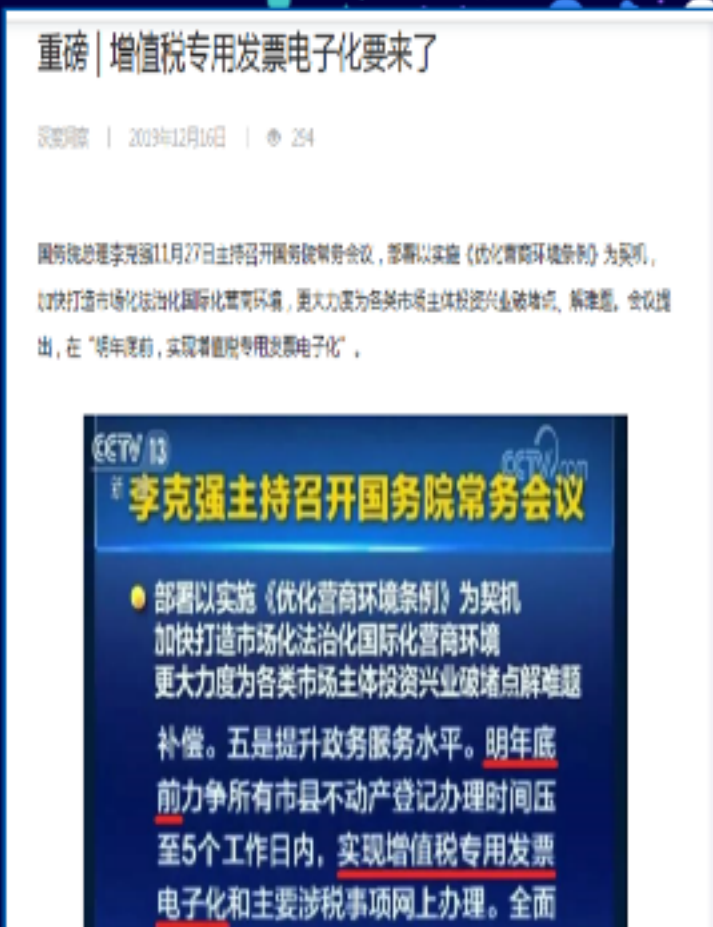 重磅 | 增值税专用发票电子化要来了
深度洞察 | 2019年12月16日 | 294
国务院总理李克强11月27日主持召开国务院常务会议，部署以实施《优化营商环境条例》为契机，
加快打造市场化法治化国际化营商环境，更大力度为各类市场主体投资兴业破堵点、解难题。会议提
出，在“明年底前，实现增值税专用发票电子化”。
CCTV 13
CCTV.com
新
李克强主持召开国务院常务会议
部署以实施《优化营商环境条例》为契机
加快打造市场化法治化国际化营商环境
更大力度为各类市场主体投资兴业破堵点解难题
补偿。五是提升政务服务水平。明年底
前力争所有市县不动产登记办理时间压
至5个工作日内，实现增值税专用发票
电子化和主要涉税事项网上办理。全面